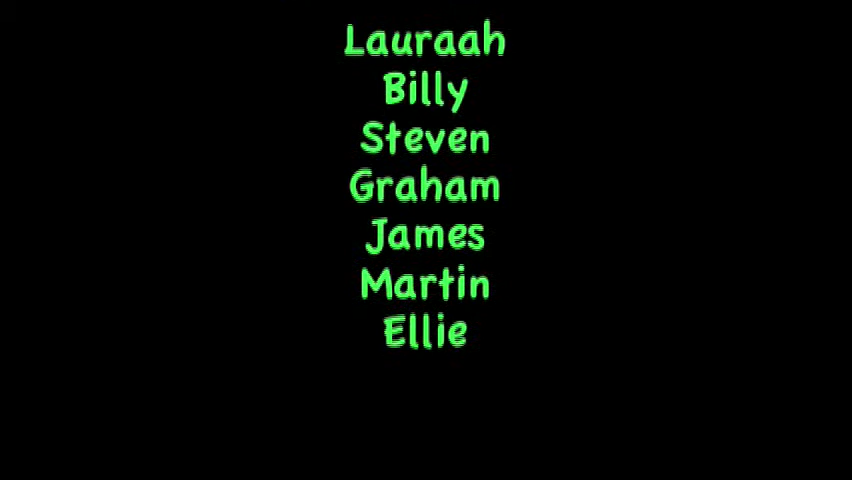 Lauraah
Billy
Steven
Graham
James
Martin
Ellie